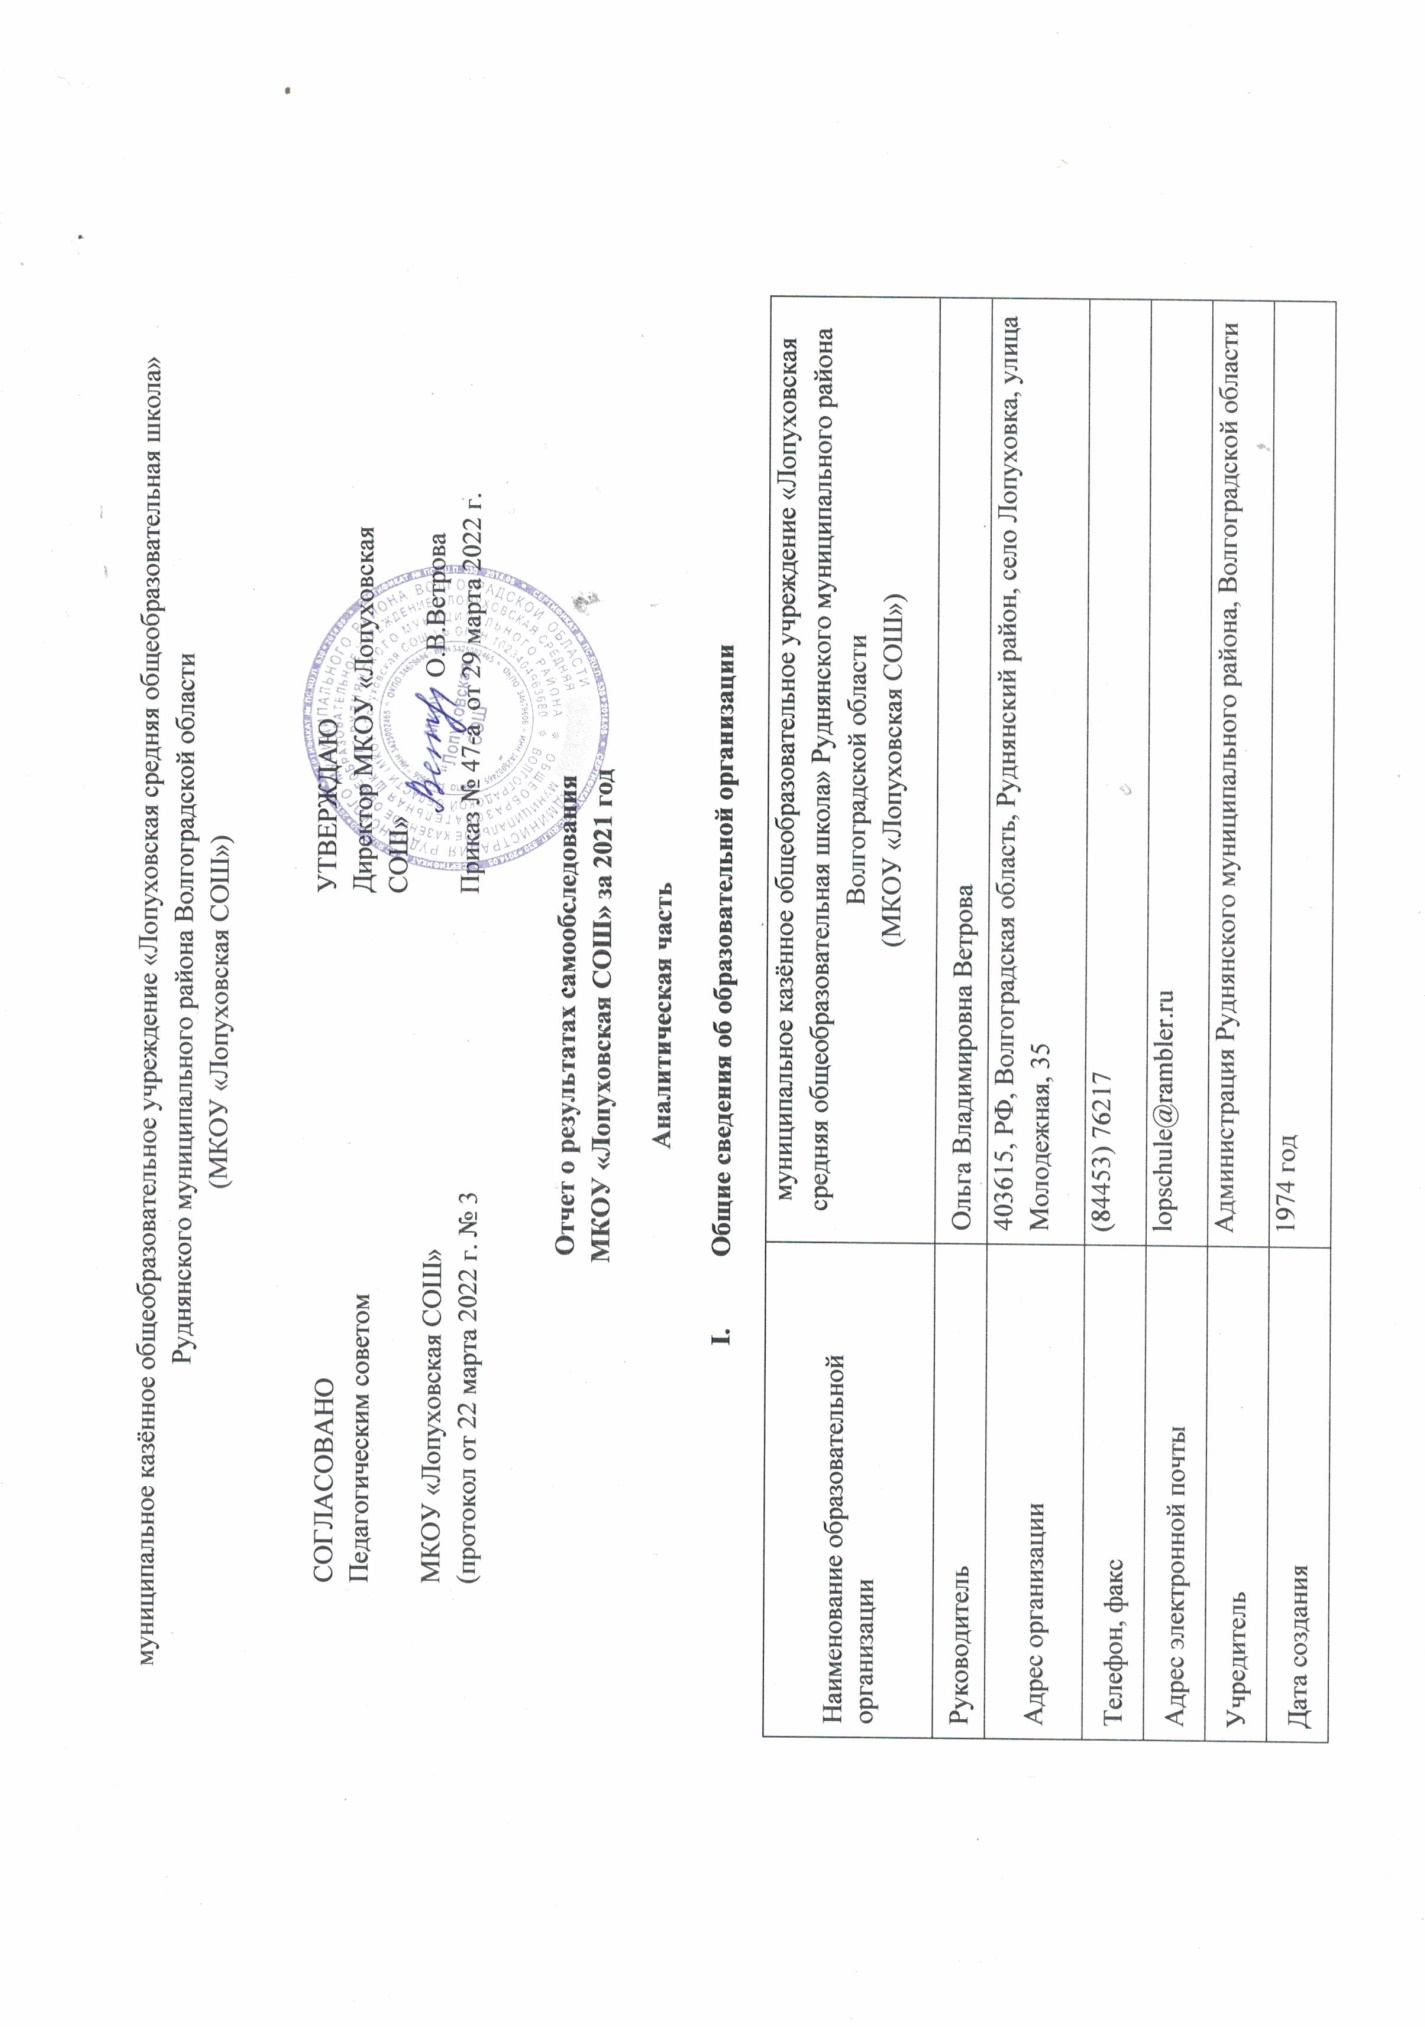 муниципальное казённое общеобразовательное учреждение «Лопуховская средняя общеобразовательная школа»
Руднянского муниципального района Волгоградской области
(МКОУ «Лопуховская СОШ»)
СОГЛАСОВАНО
Педагогическим советом
МКОУ «Лопуховская СОШ»
(протокол от 22 марта 2022 г. № 3
УТВЕРЖДАЮ
Директор МКОУ «Лопуховская
СОШ»
О.В.Ветрова
Приказ № 47-а от 29 марта 2022 г.
Отчет о результатах самообследования
МКОУ «Лопуховская СОШ» за 2021 год
Аналитическая часть
I. Общие сведения об образовательной организации
Наименование образовательной
организации
муниципальное казённое общеобразовательное учреждение «Лопуховская
средняя общеобразовательная школа» Руднянского муниципального района
Волгоградской области
(МКОУ «Лопуховская СОШ»)
Руководитель
Ольга Владимировна Ветрова
Адрес организации
403615, РФ, Волгоградская область, Руднянский район, село Лопуховка, улица
Молодежная, 35
Телефон, факс
(84453) 76217
Адрес электронной почты
lopschule@rambler.ru
Учредитель
Администрация Руднянского муниципального района, Волгоградской области
Дата создания
1974 год